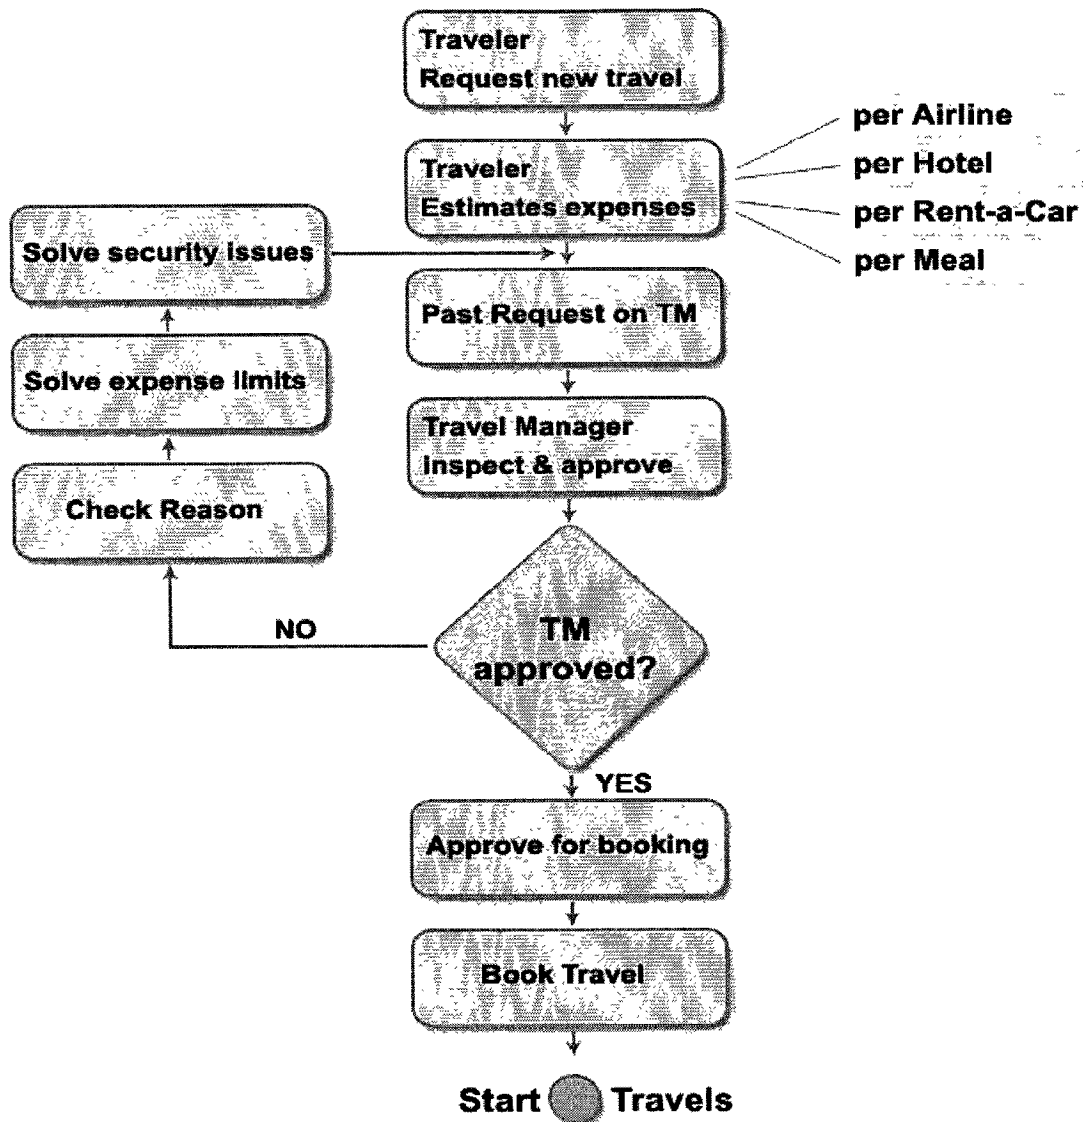 Traveler
Request new travel
Traveler
Estimates expenses
per Airline
per Hotel
per Rent-a-Car
per Meal
Solve security issues
Past Request on TM
Solve expense limits
Travel Manager
Inspect & approve
Check Reason
NO
TM
approved?
YES
Approve for booking
Book Travel
Start Travels